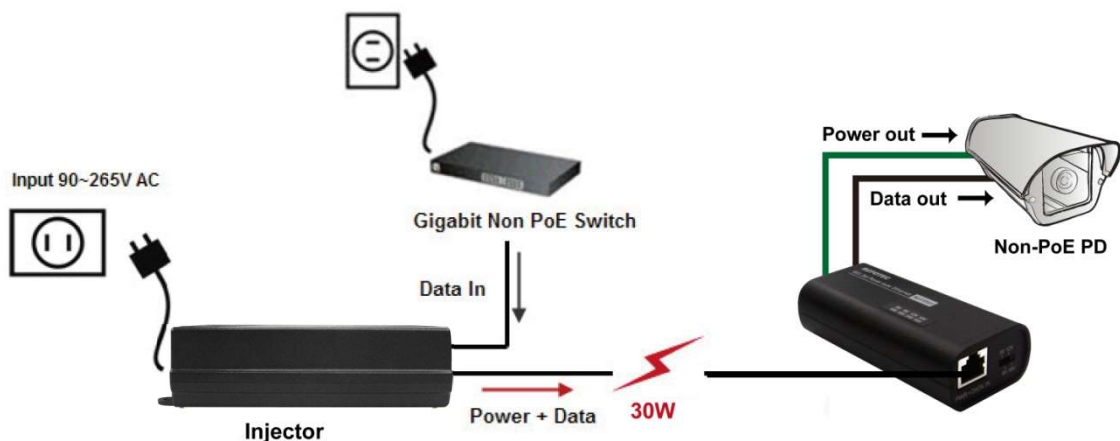 Input 90~265V AC
Gigabit Non PoE Switch
Data In
Power out
Data out
Non-PoE PD
Power + Data
30W
Injector